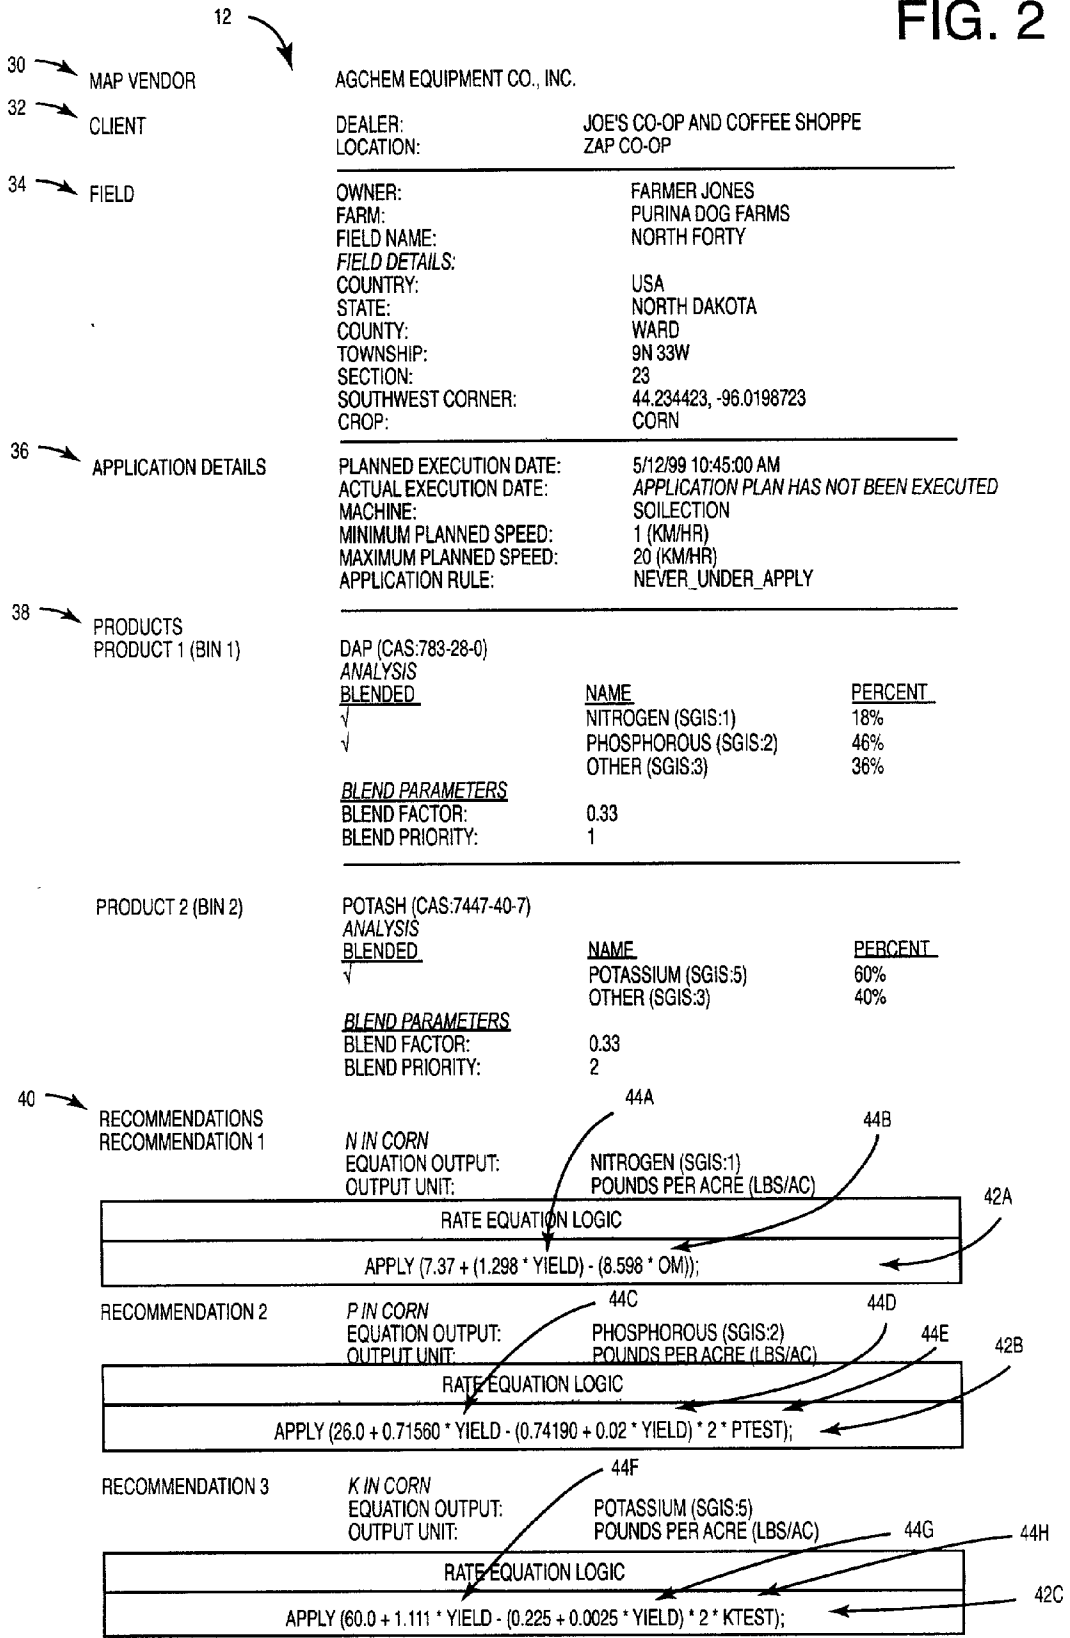 FIG. 2
12
30 MAP VENDOR AGCHEM EQUIPMENT CO., INC.
32 CLIENT DEALER: JOE'S CO-OP AND COFFEE SHOPPE
LOCATION: ZAP CO-OP
34 FIELD OWNER: FARMER JONES
FARM: PURINA DOG FARMS
FIELD NAME: NORTH FORTY
FIELD DETAILS:
COUNTRY: USA
STATE: NORTH DAKOTA
COUNTY: WARD
TOWNSHIP: 9N 33W
SECTION: 23
SOUTHWEST CORNER: 44.234423, -96.0198723
CROP: CORN
36 APPLICATION DETAILS PLANNED EXECUTION DATE: 5/12/99 10:45:00 AM
ACTUAL EXECUTION DATE: APPLICATION PLAN HAS NOT BEEN EXECUTED
MACHINE: SOILECTION
MINIMUM PLANNED SPEED: 1 (KM/HR)
MAXIMUM PLANNED SPEED: 20 (KM/HR)
APPLICATION RULE: NEVER_UNDER_APPLY
38 PRODUCTS
PRODUCT 1 (BIN 1) DAP (CAS:783-28-0)
ANALYSIS
BLENDED NAME PERCENT
√ NITROGEN (SGIS:1) 18%
√ PHOSPHOROUS (SGIS:2) 46%
OTHER (SGIS:3) 36%
BLEND PARAMETERS
BLEND FACTOR: 0.33
BLEND PRIORITY: 1
PRODUCT 2 (BIN 2) POTASH (CAS:7447-40-7)
ANALYSIS
BLENDED NAME PERCENT
√ POTASSIUM (SGIS:5) 60%
OTHER (SGIS:3) 40%
BLEND PARAMETERS
BLEND FACTOR: 0.33
BLEND PRIORITY: 2
40 RECOMMENDATIONS 44A 44B
RECOMMENDATION 1 N IN CORN
EQUATION OUTPUT: NITROGEN (SGIS:1)
OUTPUT UNIT: POUNDS PER ACRE (LBS/AC)
RATE EQUATION LOGIC 42A
APPLY (7.37 + (1.298 * YIELD) - (8.598 * OM));
RECOMMENDATION 2 P IN CORN 44C 44D
EQUATION OUTPUT: PHOSPHOROUS (SGIS:2) 44E
OUTPUT UNIT: POUNDS PER ACRE (LBS/AC) 42B
RATE EQUATION LOGIC
APPLY (26.0 + 0.71560 * YIELD - (0.74190 + 0.02 * YIELD) * 2 * PTEST);
RECOMMENDATION 3 K IN CORN 44F
EQUATION OUTPUT: POTASSIUM (SGIS:5)
OUTPUT UNIT: POUNDS PER ACRE (LBS/AC) 44G 44H
RATE EQUATION LOGIC
APPLY (60.0 + 1.111 * YIELD - (0.225 + 0.0025 * YIELD) * 2 * KTEST); 42C